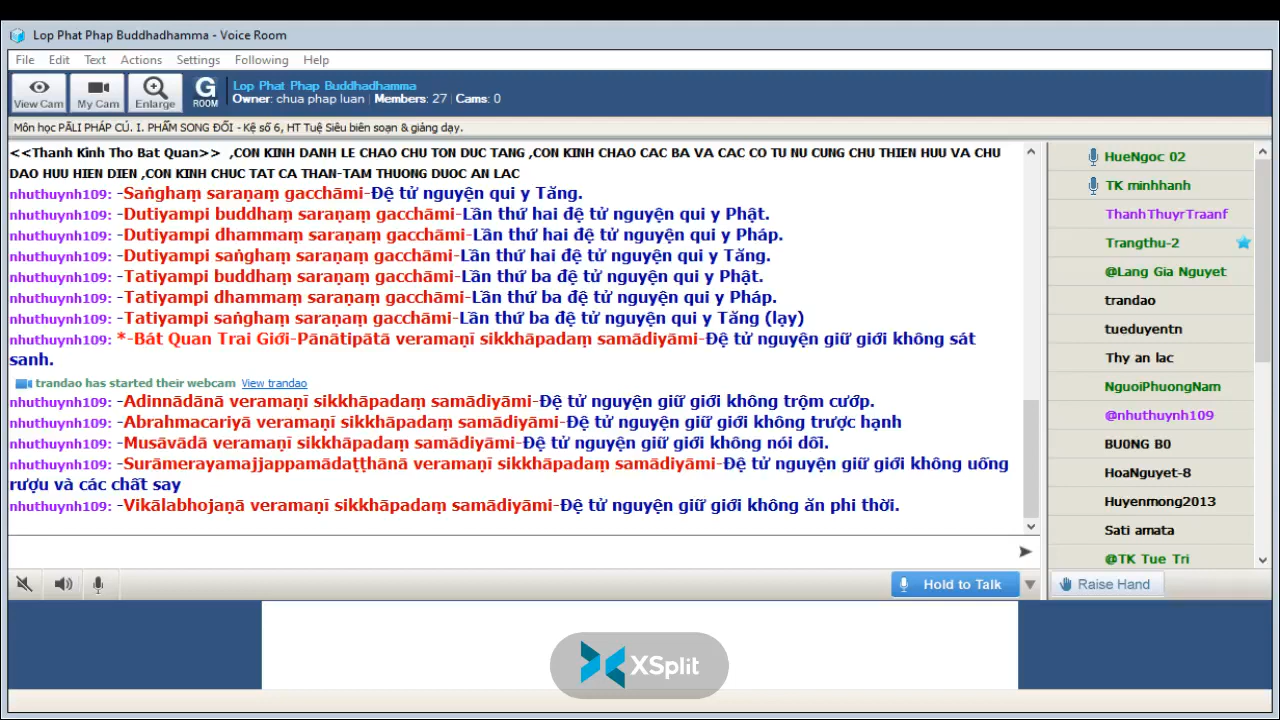 Lop Phat Phap Buddhadhamma - Voice Room
File Edit Text Actions Settings Following Help
View Cam My Cam Enlarge G ROOM
Lop Phat Phap Buddhadhamma
Owner: chua phap luan | Members: 27 | Cams: 0
Môn học PĀLI PHÁP CÚ. I. PHẨM SONG ĐỐI - Kệ số 6, HT Tuệ Siêu biên soạn & giảng dạy.
<<Thanh Kinh Tho Bat Quan>> ,CON KINH DANH LE CHAO CHU TON DUC TANG ,CON KINH CHAO CAC BA VA CAC CO TU NU CUNG CHU THIEN HUU VA CHU
DAO HUU HIEN DIEN ,CON KINH CHUC TAT CA THAN-TAM THUONG DUOC AN LAC
nhuthuynh109: -Saṅghaṃ saraṇaṃ gacchāmi-Đệ tử nguyện qui y Tăng.
nhuthuynh109: -Dutiyampi buddhaṃ saraṇaṃ gacchāmi-Lần thứ hai đệ tử nguyện qui y Phật.
nhuthuynh109: -Dutiyampi dhammaṃ saraṇaṃ gacchāmi-Lần thứ hai đệ tử nguyện qui y Pháp.
nhuthuynh109: -Dutiyampi saṅghaṃ saraṇaṃ gacchāmi-Lần thứ hai đệ tử nguyện qui y Tăng.
nhuthuynh109: -Tatiyampi buddhaṃ saraṇaṃ gacchāmi-Lần thứ ba đệ tử nguyện qui y Phật.
nhuthuynh109: -Tatiyampi dhammaṃ saraṇaṃ gacchāmi-Lần thứ ba đệ tử nguyện qui y Pháp.
nhuthuynh109: -Tatiyampi saṅghaṃ saraṇaṃ gacchāmi-Lần thứ ba đệ tử nguyện qui y Tăng (lạy)
nhuthuynh109: *-Bát Quan Trai Giới-Pānātipātā veramaṇī sikkhāpadaṃ samādiyāmi-Đệ tử nguyện giữ giới không sát
sanh.
trandao has started their webcam View trandao
nhuthuynh109: -Adinnādānā veramaṇī sikkhāpadaṃ samādiyāmi-Đệ tử nguyện giữ giới không trộm cướp.
nhuthuynh109: -Abrahmacariyā veramaṇī sikkhāpadaṃ samādiyāmi-Đệ tử nguyện giữ giới không trược hạnh
nhuthuynh109: -Musāvādā veramaṇī sikkhāpadaṃ samādiyāmi-Đệ tử nguyện giữ giới không nói dối.
nhuthuynh109: -Surāmerayamajjappamādaṭṭhānā veramaṇī sikkhāpadaṃ samādiyāmi-Đệ tử nguyện giữ giới không uống
rượu và các chất say
nhuthuynh109: -Vikālabhojaṇā veramaṇī sikkhāpadaṃ samādiyāmi-Đệ tử nguyện giữ giới không ăn phi thời.
HueNgoc 02
TK minhhanh
ThanhThuyrTraanf
Trangthu-2
@Lang Gia Nguyet
trandao
tueduyentn
Thy an lac
NguoiPhuongNam
@nhuthuynh109
BU0NG B0
HoaNguyet-8
Huyenmong2013
Sati amata
@TK Tue Tri
Hold to Talk
Raise Hand
XSplit